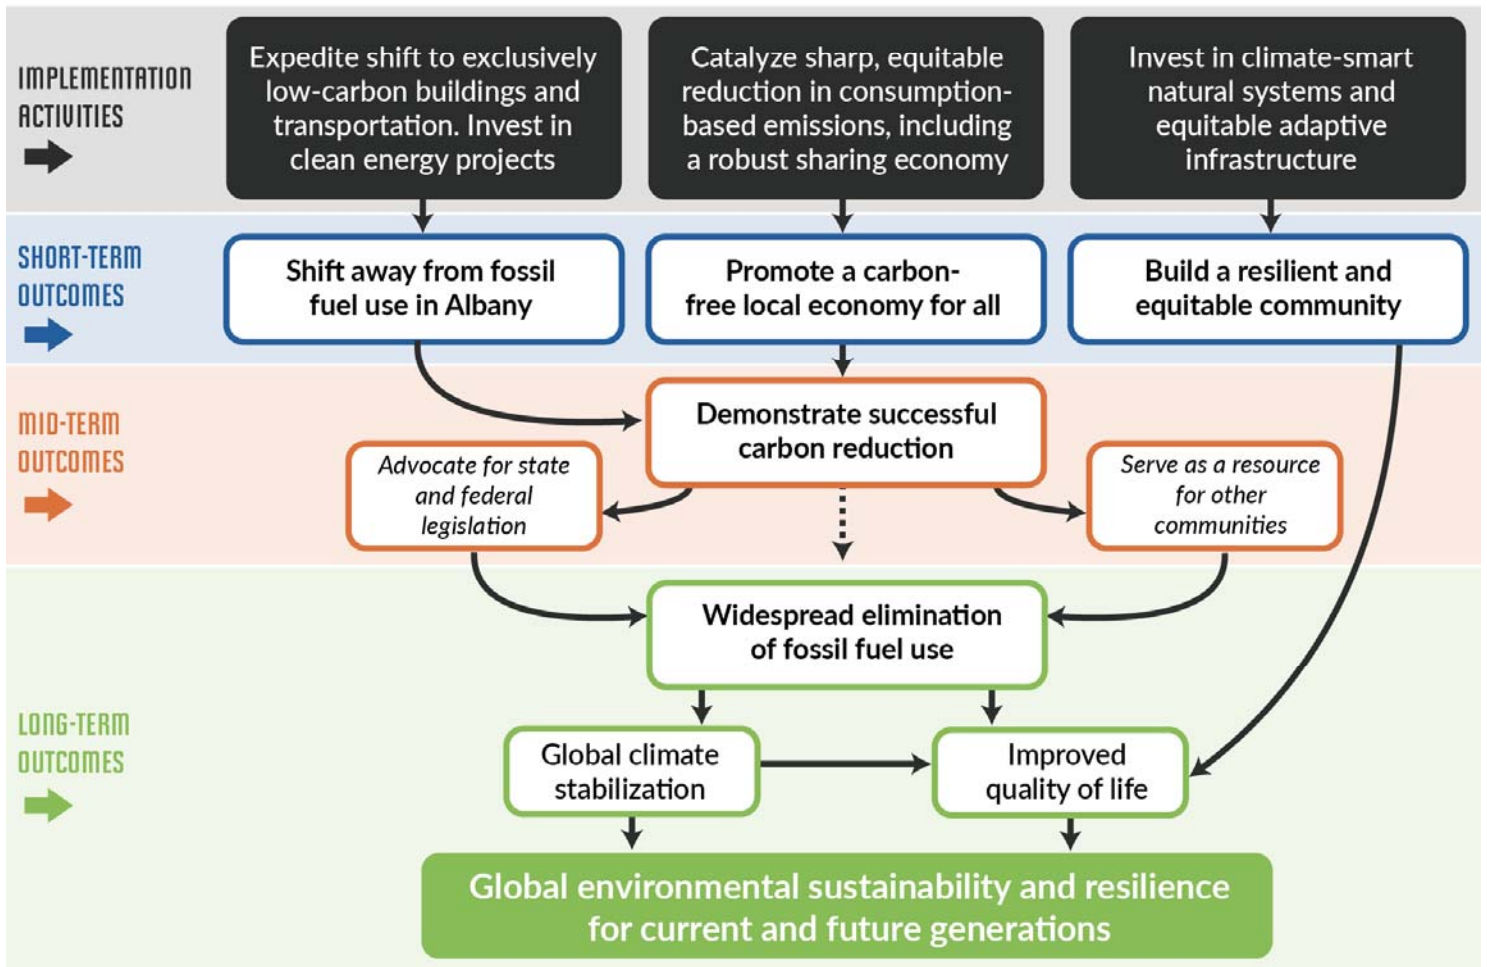 IMPLEMENTATION
ACTIVITIES
Expedite shift to exclusively
low-carbon buildings and
transportation. Invest in
clean energy projects
Catalyze sharp, equitable
reduction in consumption-
based emissions, including
a robust sharing economy
Invest in climate-smart
natural systems and
equitable adaptive
infrastructure
SHORT-TERM
OUTCOMES
Shift away from fossil
fuel use in Albany
Promote a carbon-
free local economy for all
Build a resilient and
equitable community
MID-TERM
OUTCOMES
Demonstrate successful
carbon reduction
Advocate for state
and federal
legislation
Serve as a resource
for other
communities
LONG-TERM
OUTCOMES
Widespread elimination
of fossil fuel use
Global climate
stabilization
Improved
quality of life
Global environmental sustainability and resilience
for current and future generations